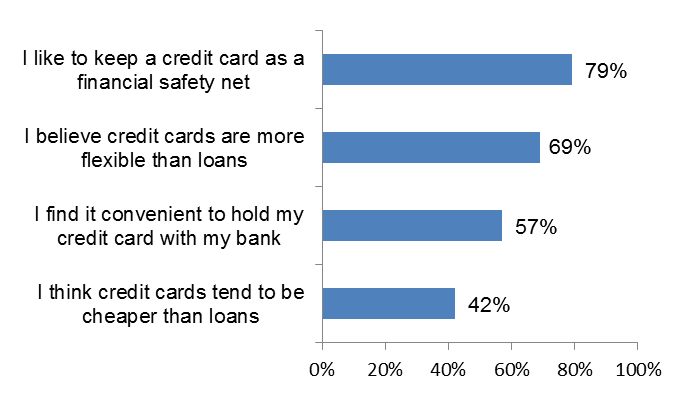 I like to keep a credit card as a
financial safety net
79%
I believe credit cards are more
flexible than loans
69%
I find it convenient to hold my
credit card with my bank
57%
I think credit cards tend to be
cheaper than loans
42%
0% 20% 40% 60% 80% 100%